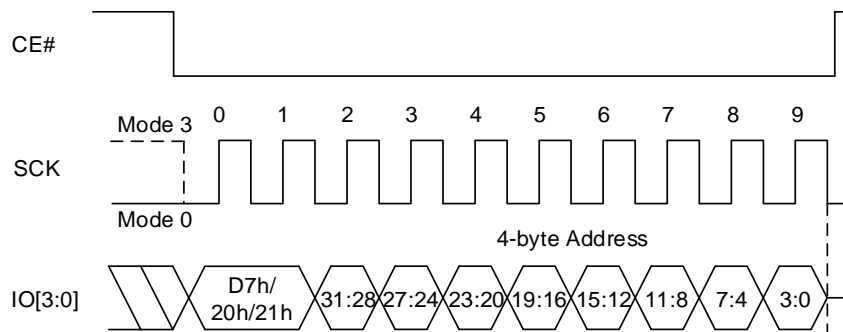 CE#
0 1 2 3 4 5 6 7 8 9
Mode 3
SCK
Mode 0
4-byte Address
D7h/
20h/21h
IO[3:0] 31:28 27:24 23:20 19:16 15:12 11:8 7:4 3:0